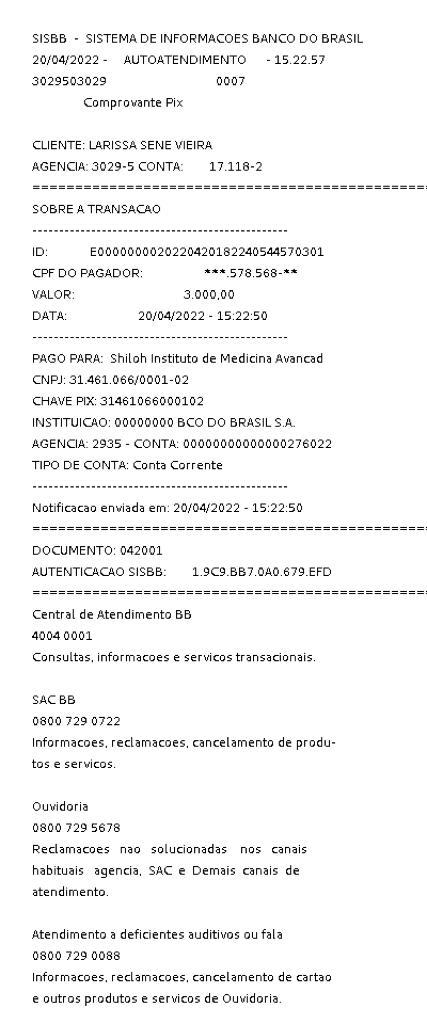 SISBB - SISTEMA DE INFORMACOES BANCO DO BRASIL
20/04/2022 - AUTOATENDIMENTO - 15.22.57
3029503029 0007
Comprovante Pix
CLIENTE: LARISSA SENE VIEIRA
AGENCIA: 3029-5 CONTA: 17.118-2
================================================
SOBRE A TRANSACAO
------------------------------------------------
ID: E0000000020220420182240544570301
CPF DO PAGADOR: ***.578.568-**
VALOR: 3.000,00
DATA: 20/04/2022 - 15:22:50
------------------------------------------------
PAGO PARA: Shiloh Instituto de Medicina Avancad
CNPJ: 31.461.066/0001-02
CHAVE PIX: 31461066000102
INSTITUICAO: 00000000 BCO DO BRASIL S.A.
AGENCIA: 2935 - CONTA: 00000000000000276022
TIPO DE CONTA: Conta Corrente
------------------------------------------------
Notificacao enviada em: 20/04/2022 - 15:22:50
================================================
DOCUMENTO: 042001
AUTENTICACAO SISBB: 1.9C9.BB7.0A0.679.EFD
================================================
Central de Atendimento BB
4004 0001
Consultas, informacoes e servicos transacionais.
SAC BB
0800 729 0722
Informacoes, reclamacoes, cancelamento de produ-
tos e servicos.
Ouvidoria
0800 729 5678
Reclamacoes nao solucionadas nos canais
habituais agencia, SAC e Demais canais de
atendimento.
Atendimento a deficientes auditivos ou fala
0800 729 0088
Informacoes, reclamacoes, cancelamento de cartao
e outros produtos e servicos de Ouvidoria.